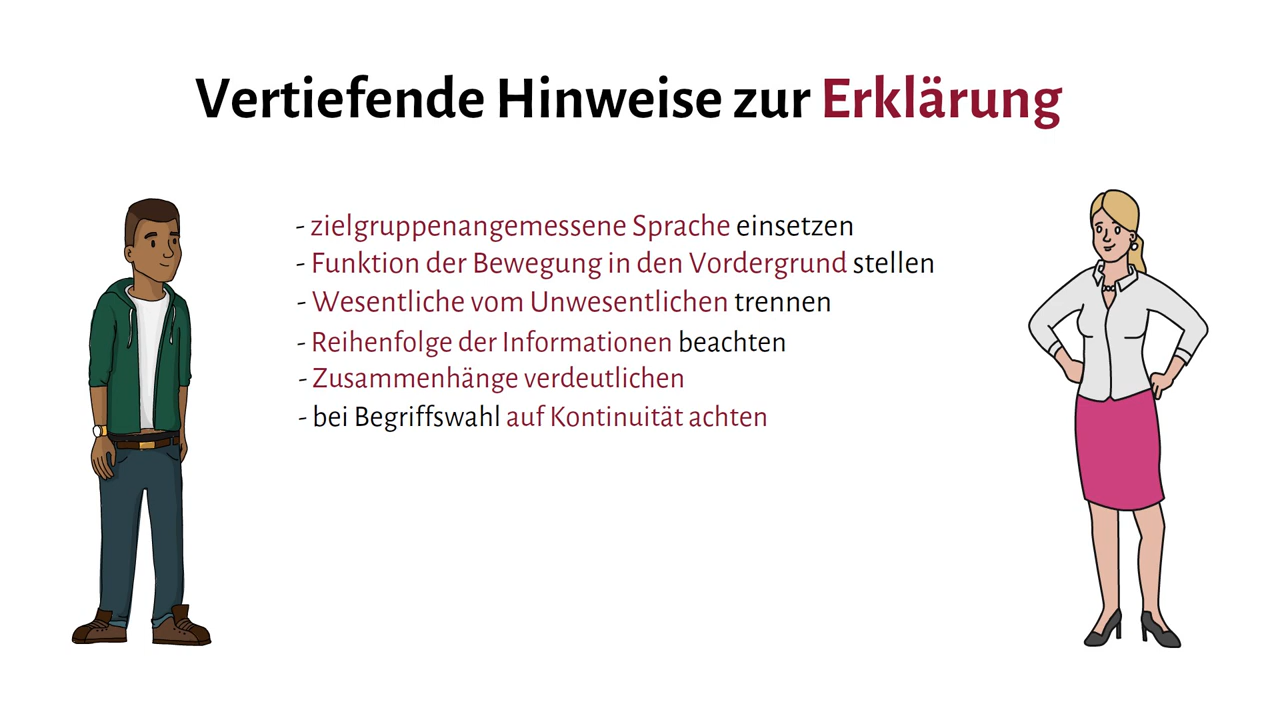 Vertiefende Hinweise zur Erklärung
- zielgruppenangemessene Sprache einsetzen
- Funktion der Bewegung in den Vordergrund stellen
- Wesentliche vom Unwesentlichen trennen
- Reihenfolge der Informationen beachten
- Zusammenhänge verdeutlichen
- bei Begriffswahl auf Kontinuität achten